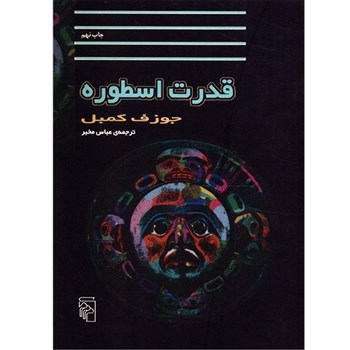 چاپ نهم
قدرت اسطوره
جوزف کمبل
ترجمه‌ی عباس مخبر